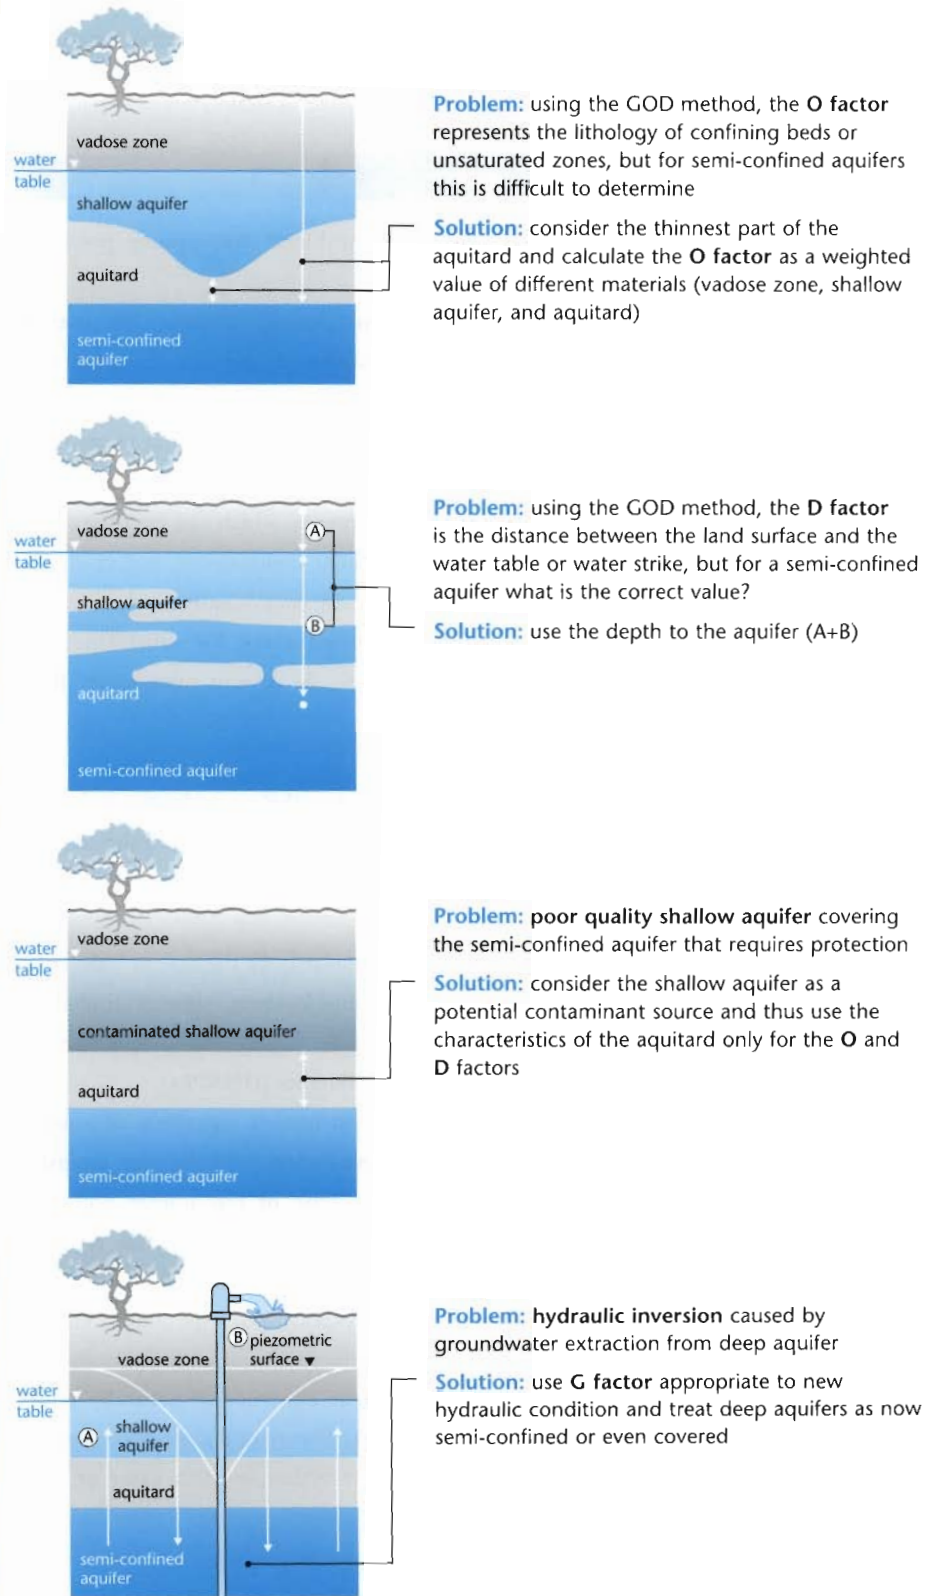 vadose zone
water
table
shallow aquifer
aquitard
semi-confined
aquifer
Problem: using the GOD method, the O factor
represents the lithology of confining beds or
unsaturated zones, but for semi-confined aquifers
this is difficult to determine
Solution: consider the thinnest part of the
aquitard and calculate the O factor as a weighted
value of different materials (vadose zone, shallow
aquifer, and aquitard)
vadose zone
water
table
A
shallow aquifer
B
aquitard
semi-confined aquifer
Problem: using the GOD method, the D factor
is the distance between the land surface and the
water table or water strike, but for a semi-confined
aquifer what is the correct value?
Solution: use the depth to the aquifer (A+B)
vadose zone
water
table
contaminated shallow aquifer
aquitard
semi-confined aquifer
Problem: poor quality shallow aquifer covering
the semi-confined aquifer that requires protection
Solution: consider the shallow aquifer as a
potential contaminant source and thus use the
characteristics of the aquitard only for the O and
D factors
B piezometric
surface
vadose zone
water
table
A shallow
aquifer
aquitard
semi-confined
aquifer
Problem: hydraulic inversion caused by
groundwater extraction from deep aquifer
Solution: use G factor appropriate to new
hydraulic condition and treat deep aquifers as now
semi-confined or even covered